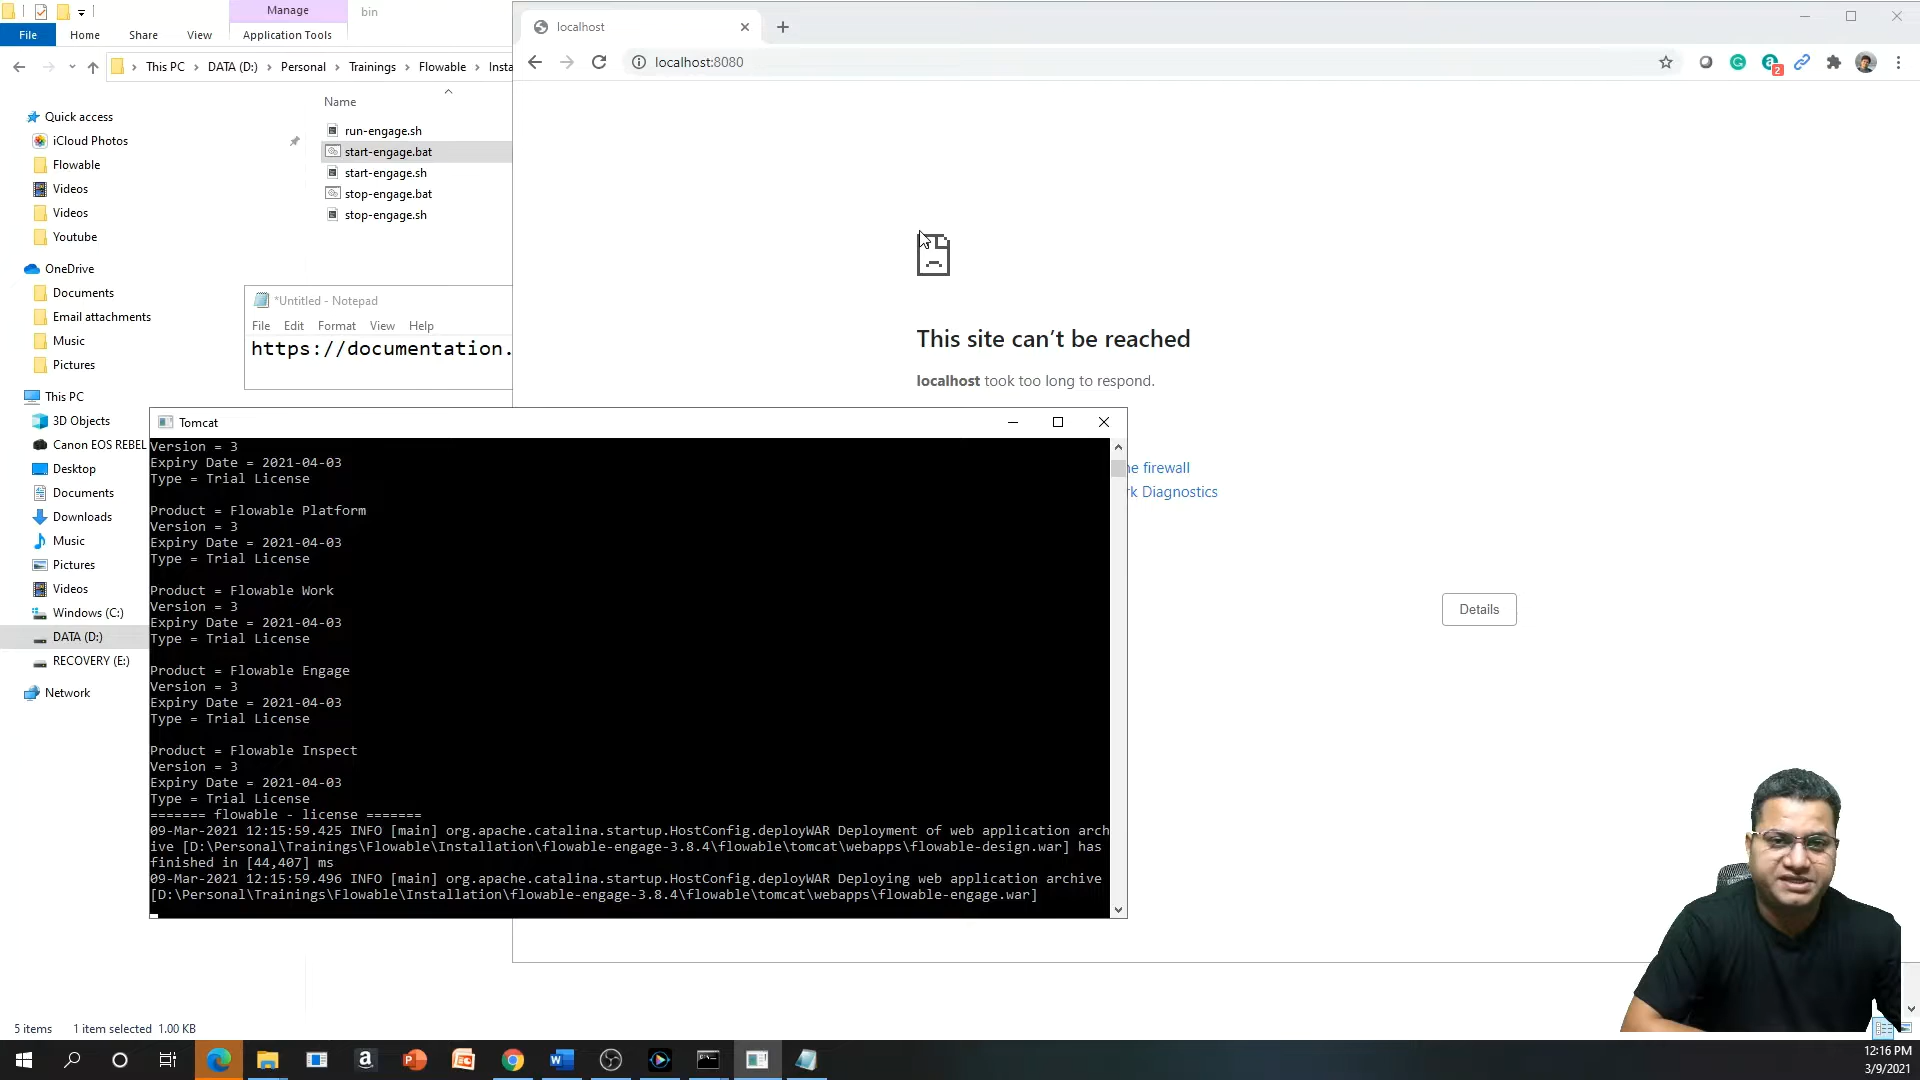 Manage
bin
File
Home
Share
View
Application Tools
This PC
DATA (D:)
Personal
Trainings
Flowable
Insta
Quick access
iCloud Photos
Flowable
Videos
Videos
Youtube
OneDrive
Documents
Email attachments
Music
Pictures
This PC
3D Objects
Canon EOS REBEL
Desktop
Documents
Downloads
Music
Pictures
Videos
Windows (C:)
DATA (D:)
RECOVERY (E:)
Network
Name
run-engage.sh
start-engage.bat
start-engage.sh
stop-engage.bat
stop-engage.sh
*Untitled - Notepad
File Edit Format View Help
https://documentation.
localhost
localhost:8080
2
This site can’t be reached
localhost took too long to respond.
he firewall
rk Diagnostics
Details
Tomcat
Version = 3
Expiry Date = 2021-04-03
Type = Trial License
Product = Flowable Platform
Version = 3
Expiry Date = 2021-04-03
Type = Trial License
Product = Flowable Work
Version = 3
Expiry Date = 2021-04-03
Type = Trial License
Product = Flowable Engage
Version = 3
Expiry Date = 2021-04-03
Type = Trial License
Product = Flowable Inspect
Version = 3
Expiry Date = 2021-04-03
Type = Trial License
======= flowable - license =======
09-Mar-2021 12:15:59.425 INFO [main] org.apache.catalina.startup.HostConfig.deployWAR Deployment of web application arch
ive [D:\Personal\Trainings\Flowable\Installation\flowable-engage-3.8.4\flowable\tomcat\webapps\flowable-design.war] has
finished in [44,407] ms
09-Mar-2021 12:15:59.496 INFO [main] org.apache.catalina.startup.HostConfig.deployWAR Deploying web application archive
[D:\Personal\Trainings\Flowable\Installation\flowable-engage-3.8.4\flowable\tomcat\webapps\flowable-engage.war]
5 items 1 item selected 1.00 KB
12:16 PM
3/9/2021